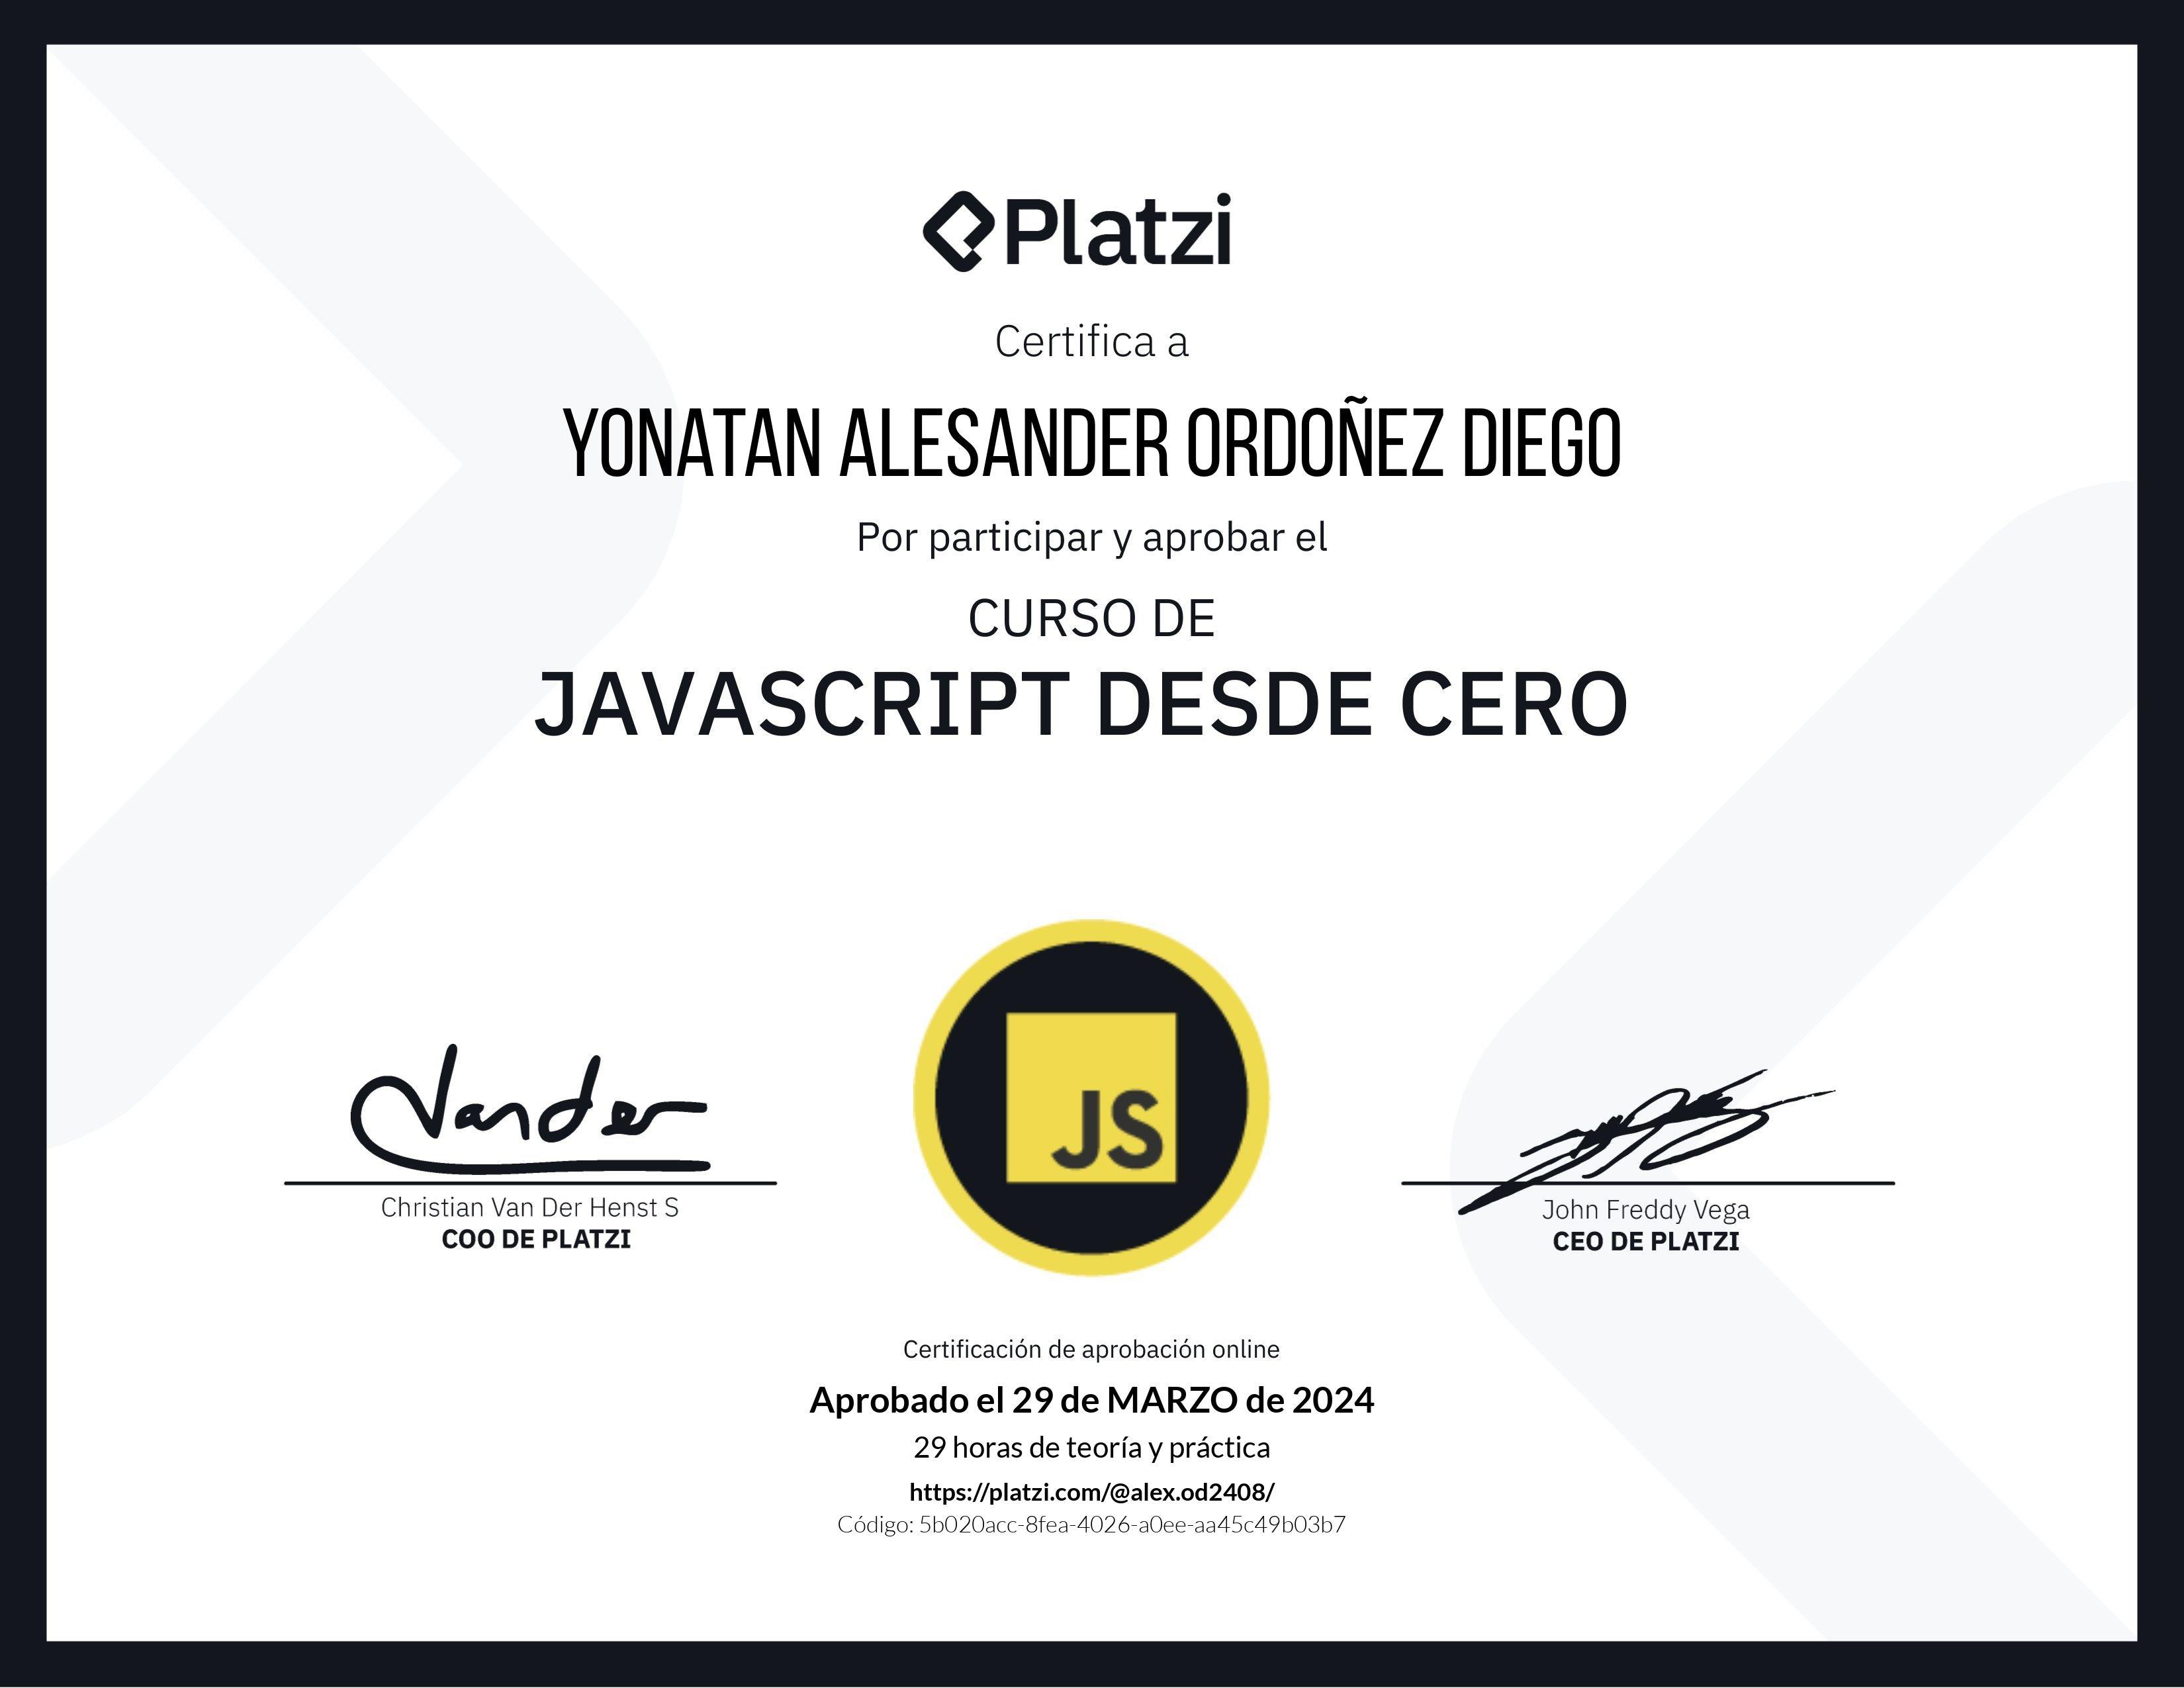 Platzi
Certifica a
YONATAN ALESANDER ORDOÑEZ DIEGO
Por participar y aprobar el
CURSO DE
JAVASCRIPT DESDE CERO
JS
Vander
Christian Van Der Henst S
COO DE PLATZI
John Freddy Vega
CEO DE PLATZI
Certificación de aprobación online
Aprobado el 29 de MARZO de 2024
29 horas de teoría y práctica
https://platzi.com/@alex.od2408/
Código: 5b020acc-8fea-4026-a0ee-aa45c49b03b7